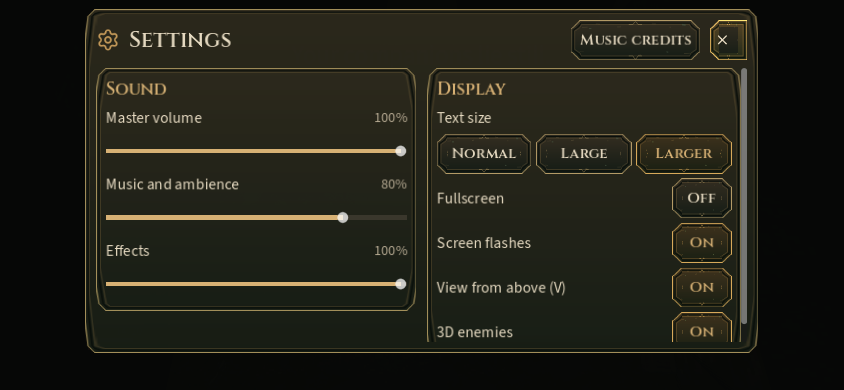 Settings
Music credits
×
Sound
Master volume 100%
Music and ambience 80%
Effects 100%
Display
Text size
Normal Large Larger
Fullscreen Off
Screen flashes On
View from above (V) On
3D enemies On